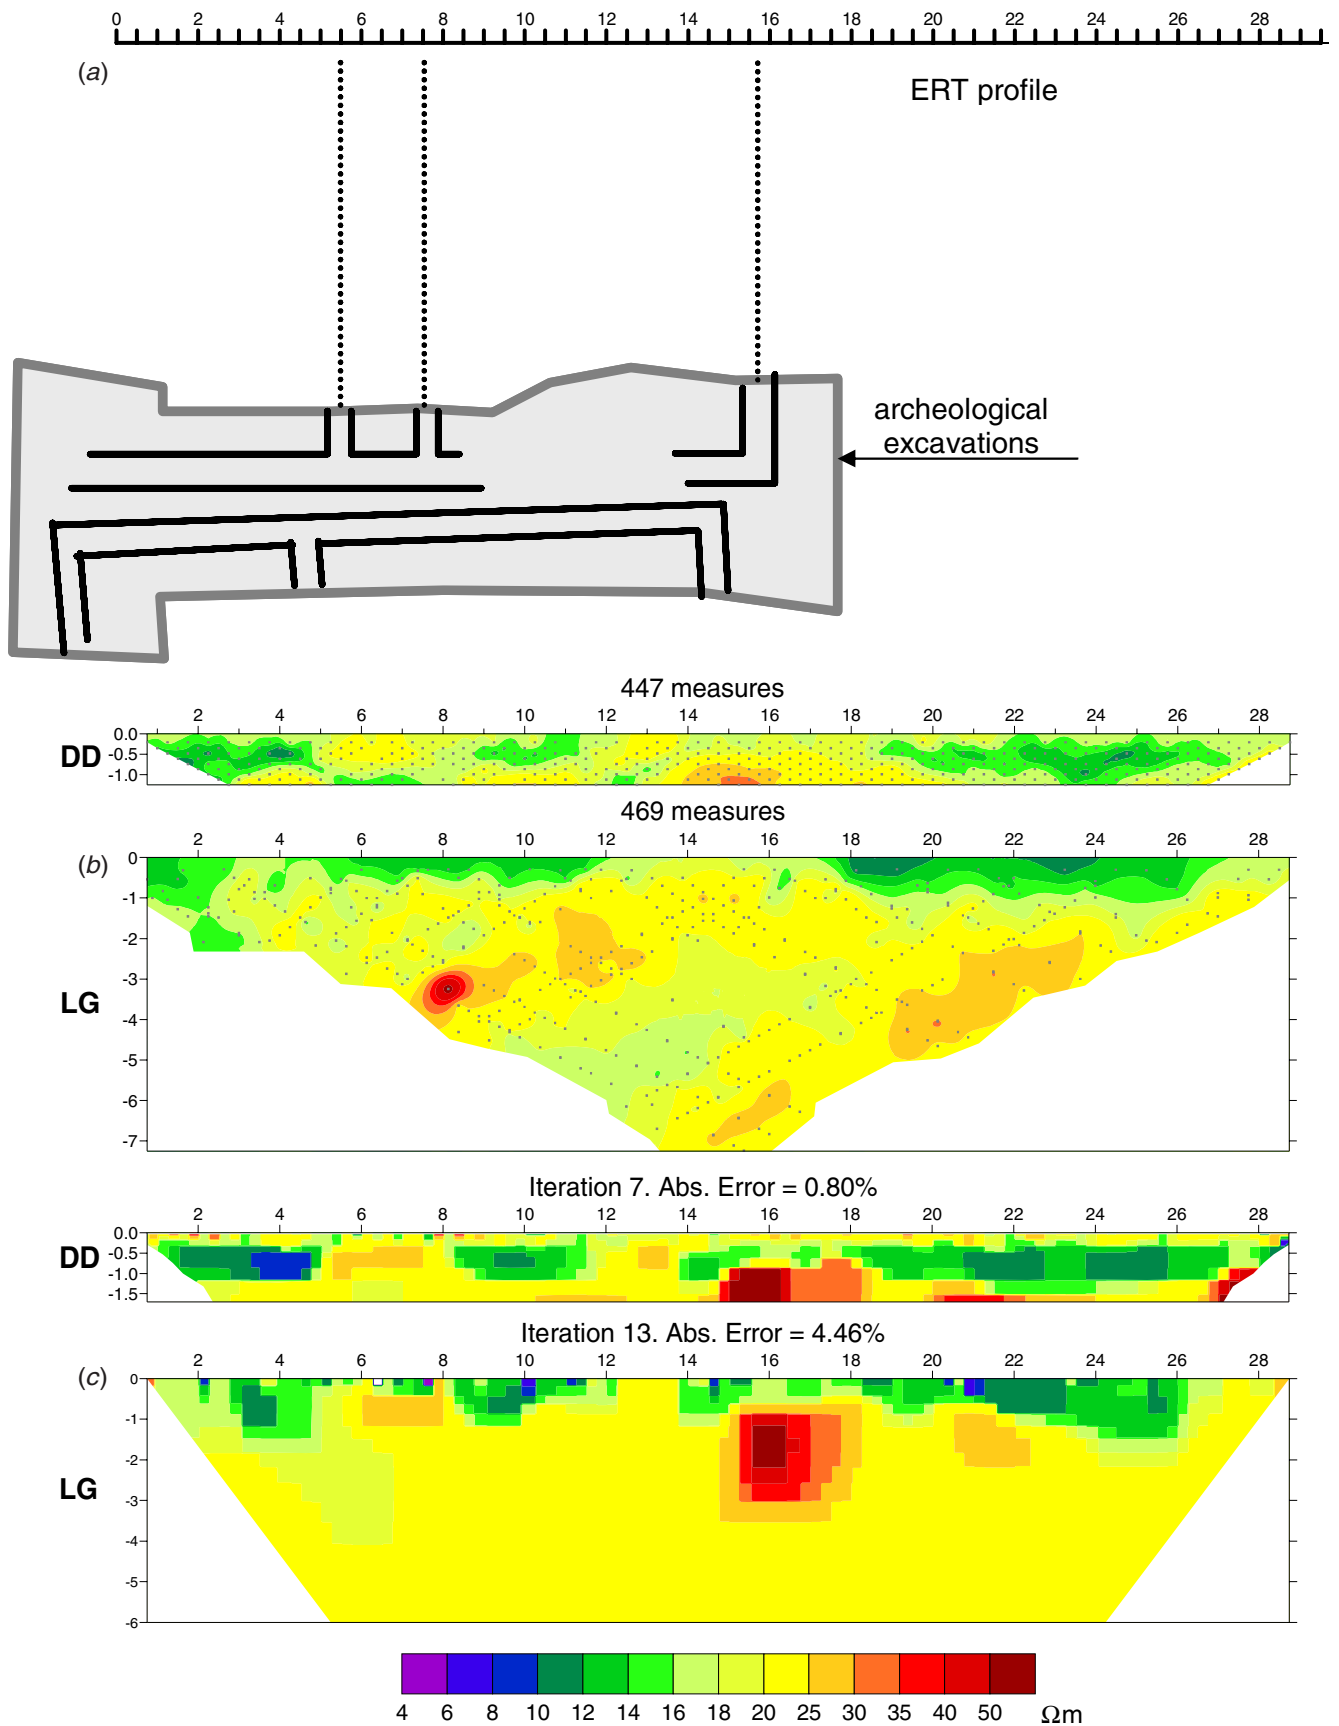 0 2 4 6 8 10 12 14 16 18 20 22 24 26 28
(a)
ERT profile
archeological
excavations
447 measures
2 4 6 8 10 12 14 16 18 20 22 24 26 28
DD
0.0
-0.5
-1.0
469 measures
2 4 6 8 10 12 14 16 18 20 22 24 26 28
(b)
LG
0
-1
-2
-3
-4
-5
-6
-7
Iteration 7. Abs. Error = 0.80%
2 4 6 8 10 12 14 16 18 20 22 24 26 28
DD
0.0
-0.5
-1.0
-1.5
Iteration 13. Abs. Error = 4.46%
2 4 6 8 10 12 14 16 18 20 22 24 26 28
(c)
LG
0
-1
-2
-3
-4
-5
-6
4 6 8 10 12 14 16 18 20 25 30 35 40 50 Ωm